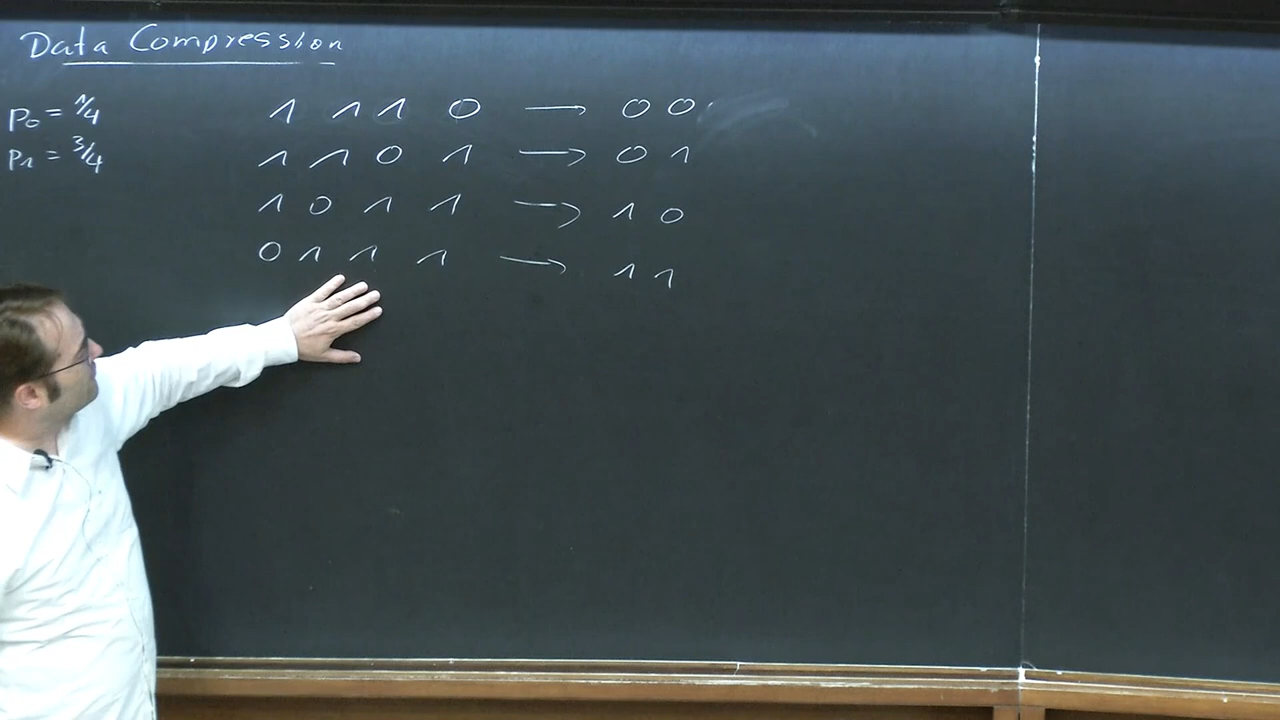 Data Compression
p₀ = 1/4
p₁ = 3/4
1 1 1 0 → 0 0
1 1 0 1 → 0 1
1 0 1 1 → 1 0
0 1 1 1 → 1 1